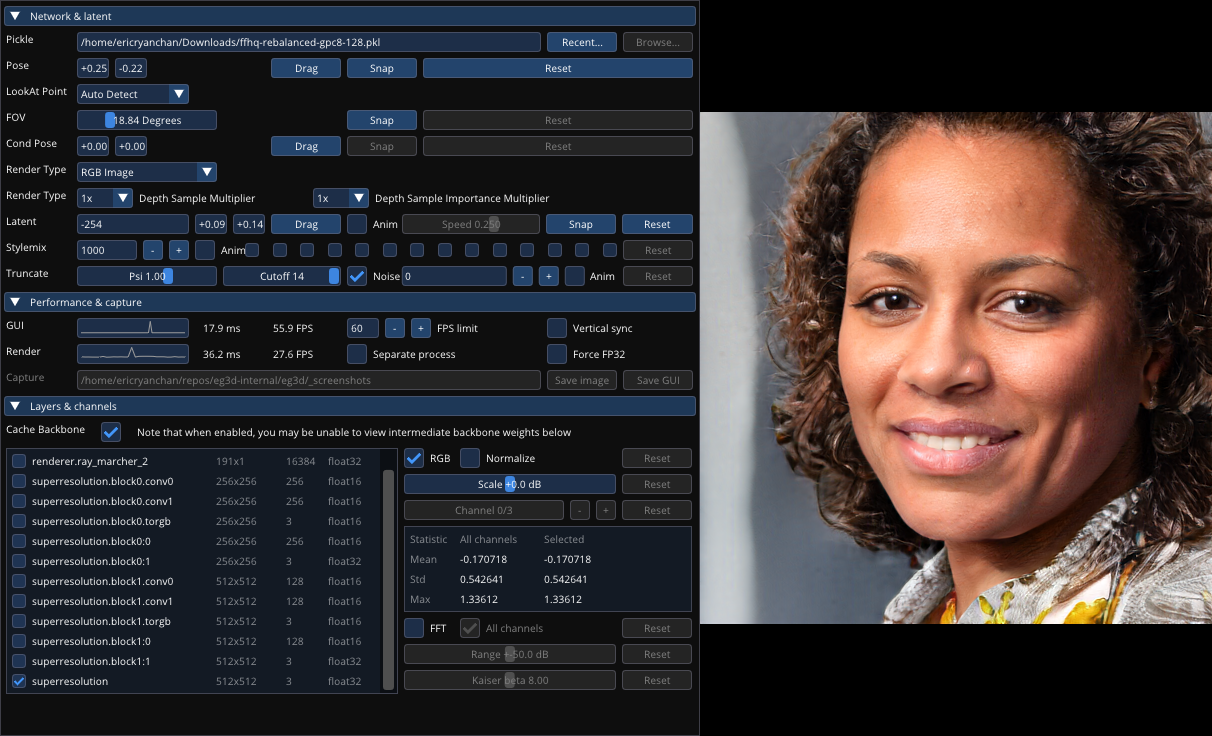 Network & latent
Pickle /home/ericryanchan/Downloads/ffhq-rebalanced-gpc8-128.pkl Recent... Browse...
Pose +0.25 -0.22 Drag Snap Reset
LookAt Point Auto Detect
FOV 18.84 Degrees Snap Reset
Cond Pose +0.00 +0.00 Drag Snap Reset
Render Type RGB Image
Render Type 1x Depth Sample Multiplier 1x Depth Sample Importance Multiplier
Latent -254 +0.09 +0.14 Drag Anim Speed 0.250 Snap Reset
Stylemix 1000 - + Anim Reset
Truncate Psi 1.00 Cutoff 14 Noise 0 - + Anim Reset
Performance & capture
GUI 17.9 ms 55.9 FPS 60 - + FPS limit Vertical sync
Render 36.2 ms 27.6 FPS Separate process Force FP32
Capture /home/ericryanchan/repos/eg3d-internal/eg3d/_screenshots Save image Save GUI
Layers & channels
Cache Backbone Note that when enabled, you may be unable to view intermediate backbone weights below
renderer.ray_marcher_2 191x1 16384 float32
superresolution.block0.conv0 256x256 256 float16
superresolution.block0.conv1 256x256 256 float16
superresolution.block0.torgb 256x256 3 float16
superresolution.block0:0 256x256 256 float16
superresolution.block0:1 256x256 3 float32
superresolution.block1.conv0 512x512 128 float16
superresolution.block1.conv1 512x512 128 float16
superresolution.block1.torgb 512x512 3 float16
superresolution.block1:0 512x512 128 float16
superresolution.block1:1 512x512 3 float32
superresolution 512x512 3 float32
RGB Normalize Reset
Scale +0.0 dB Reset
Channel 0/3 - + Reset
Statistic All channels Selected
Mean -0.170718 -0.170718
Std 0.542641 0.542641
Max 1.33612 1.33612
FFT All channels Reset
Range +-50.0 dB Reset
Kaiser beta 8.00 Reset